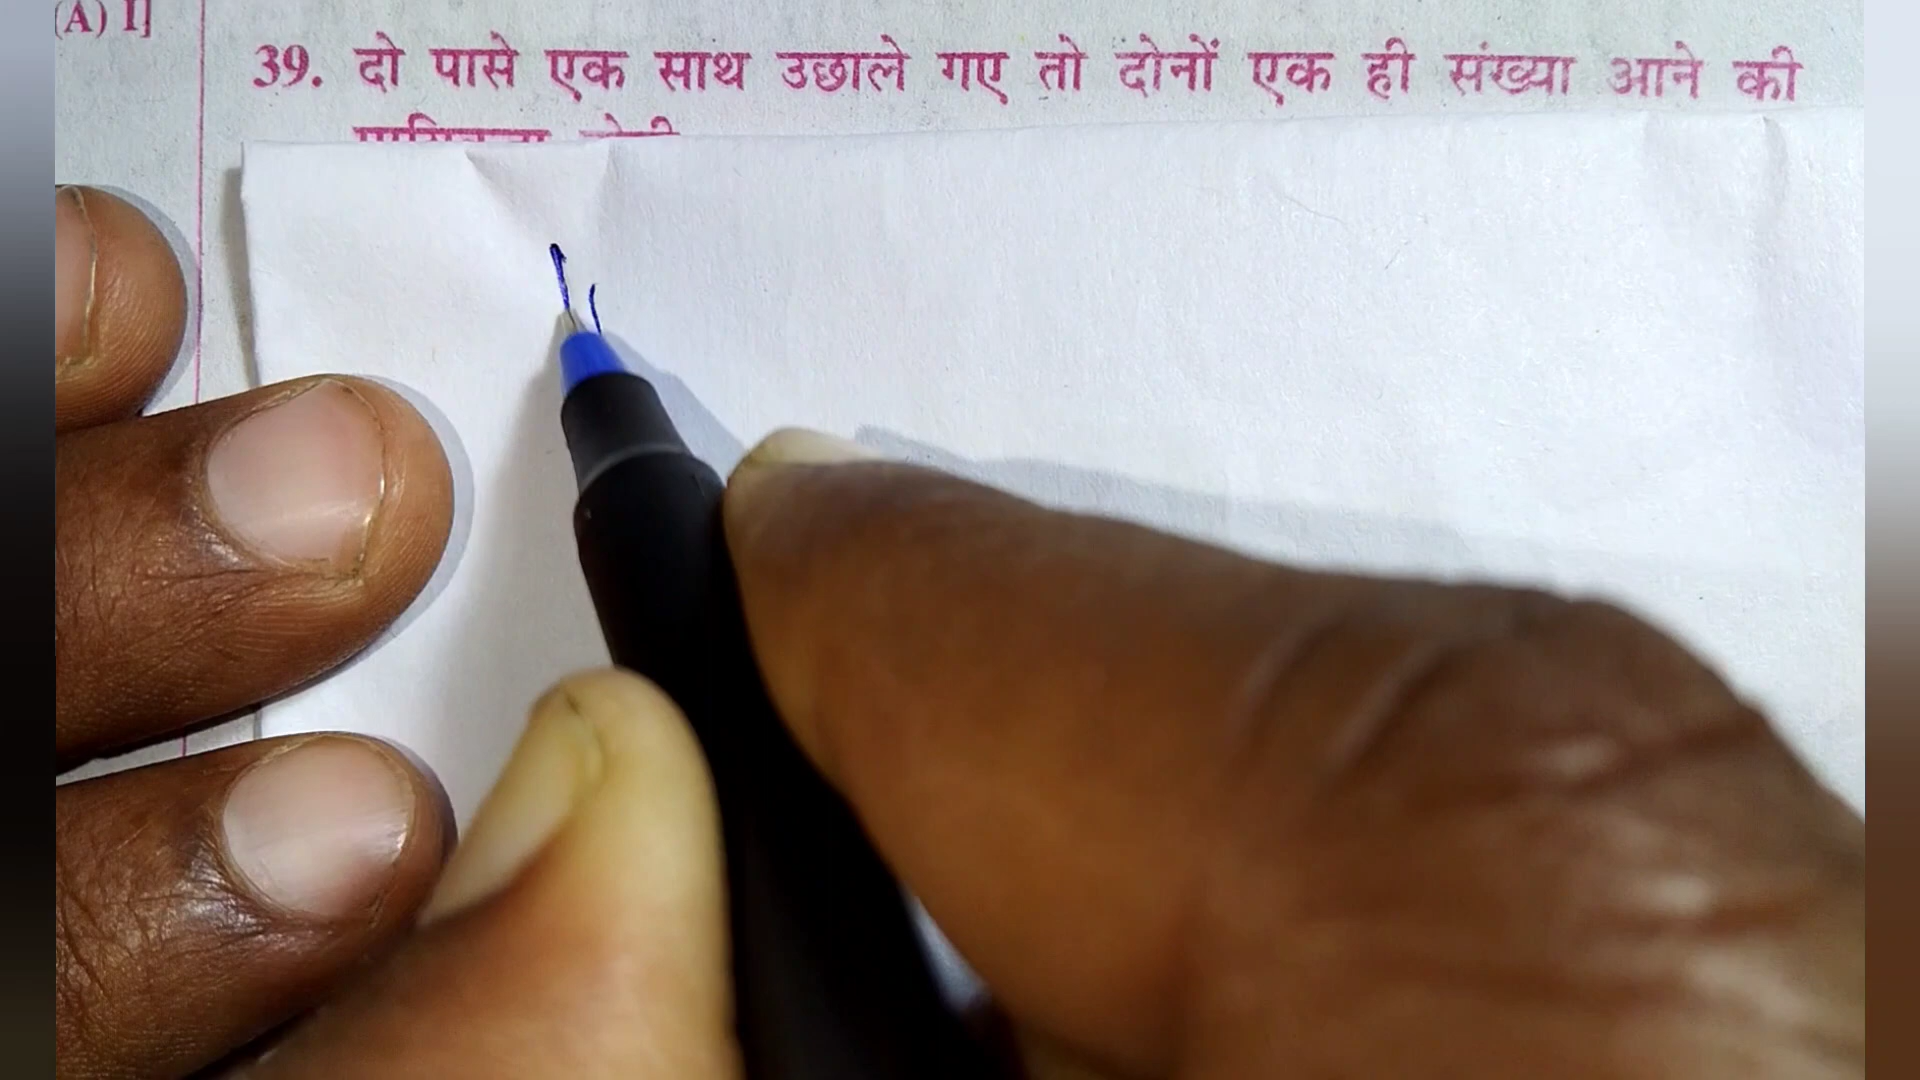 (A) 1]
39. दो पासे एक साथ उछाले गए तो दोनों एक ही संख्या आने की